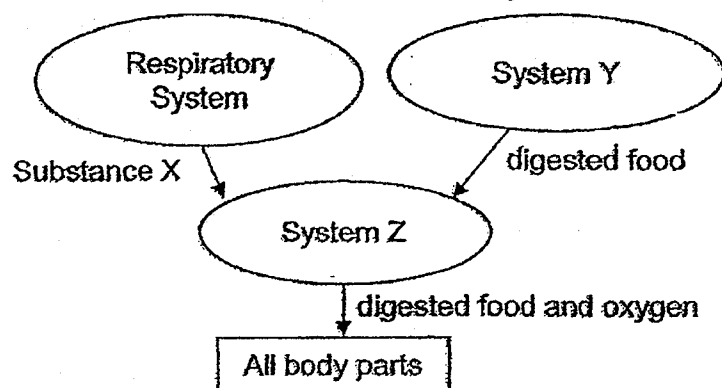 Respiratory
System
System Y
Substance X
digested food
System Z
digested food and oxygen
All body parts